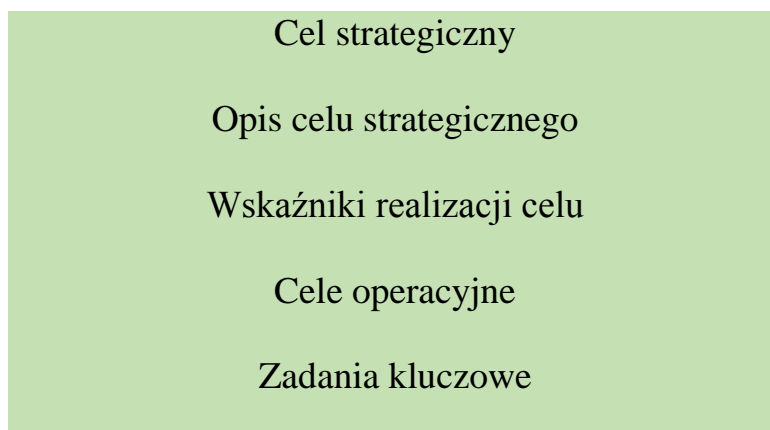 Cel strategiczny
Opis celu strategicznego
Wskaźniki realizacji celu
Cele operacyjne
Zadania kluczowe